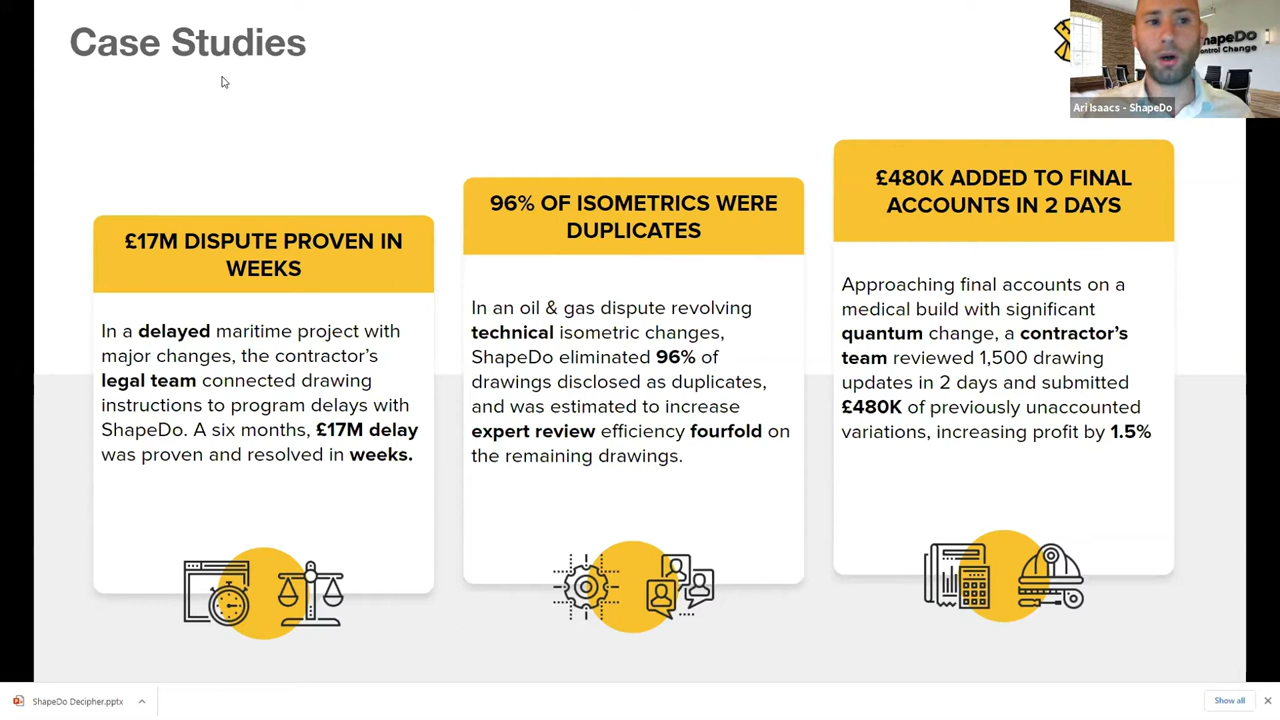 Case Studies
hapeDo
ontrol Change
Ari Isaacs - ShapeDo
£17M DISPUTE PROVEN IN
WEEKS
In a delayed maritime project with
major changes, the contractor's
legal team connected drawing
instructions to program delays with
ShapeDo. A six months, £17M delay
was proven and resolved in weeks.
96% OF ISOMETRICS WERE
DUPLICATES
In an oil & gas dispute revolving
technical isometric changes,
ShapeDo eliminated 96% of
drawings disclosed as duplicates,
and was estimated to increase
expert review efficiency fourfold on
the remaining drawings.
£480K ADDED TO FINAL
ACCOUNTS IN 2 DAYS
Approaching final accounts on a
medical build with significant
quantum change, a contractor's
team reviewed 1,500 drawing
updates in 2 days and submitted
£480K of previously unaccounted
variations, increasing profit by 1.5%
ShapeDo Decipher.pptx
Show all